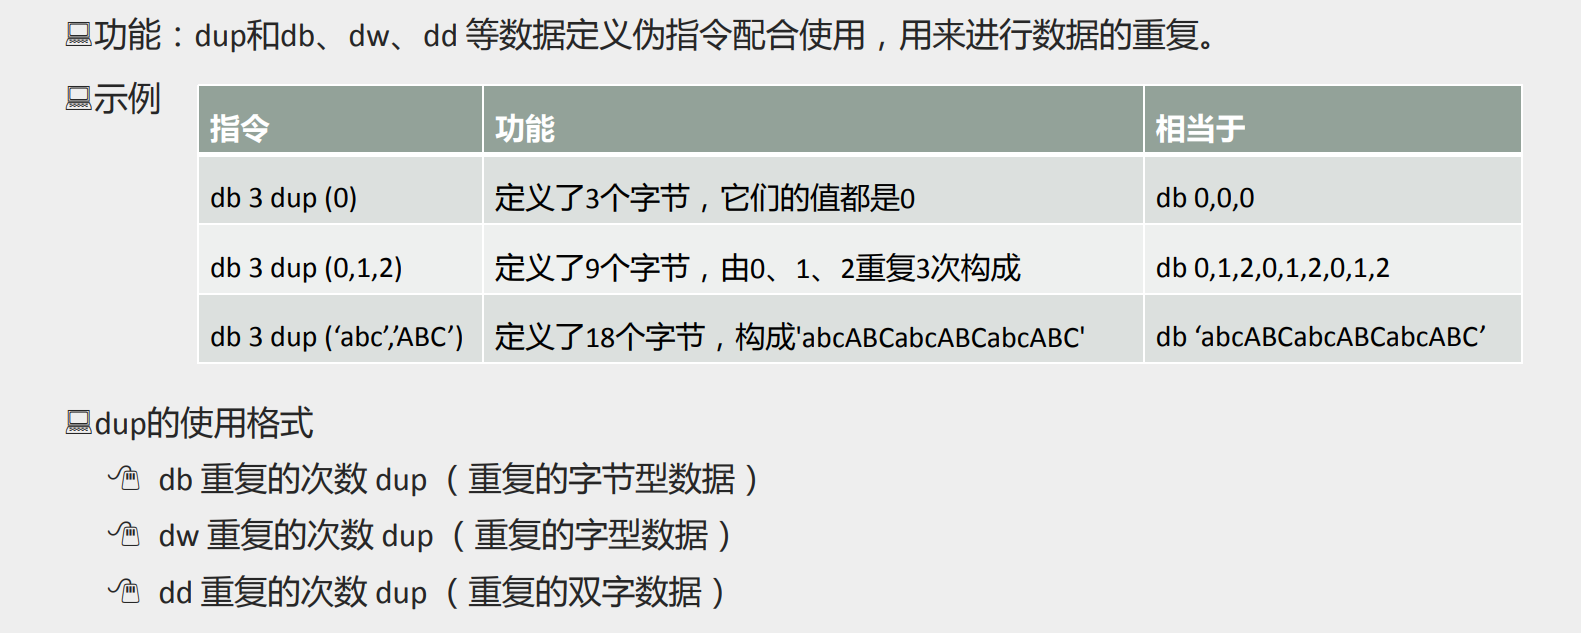 功能：dup和db、dw、dd 等数据定义伪指令配合使用，用来进行数据的重复。
示例
指令 功能 相当于
db 3 dup (0) 定义了3个字节，它们的值都是0 db 0,0,0
db 3 dup (0,1,2) 定义了9个字节，由0、1、2重复3次构成 db 0,1,2,0,1,2,0,1,2
db 3 dup (‘abc’,’ABC’) 定义了18个字节，构成'abcABCabcABCabcABC' db ‘abcABCabcABCabcABC’
dup的使用格式
db 重复的次数 dup （重复的字节型数据）
dw 重复的次数 dup （重复的字型数据）
dd 重复的次数 dup （重复的双字数据）